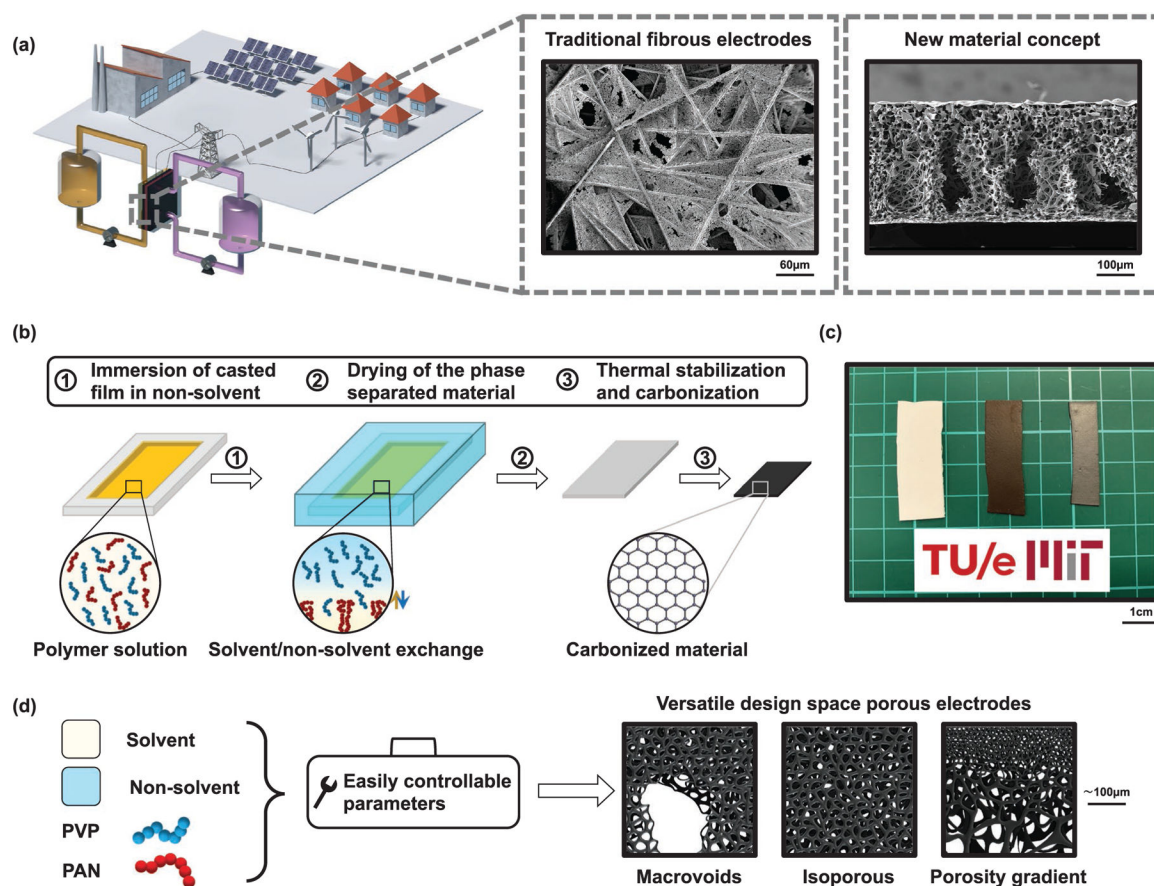 (a)
Traditional fibrous electrodes
New material concept
60µm
100µm
(b)
① Immersion of casted
film in non-solvent
② Drying of the phase
separated material
③ Thermal stabilization
and carbonization
①
②
③
Polymer solution
Solvent/non-solvent exchange
Carbonized material
(c)
TU/e MIT
1cm
(d)
Solvent
Non-solvent
PVP
PAN
Easily controllable
parameters
Versatile design space porous electrodes
~100µm
Macrovoids
Isoporous
Porosity gradient